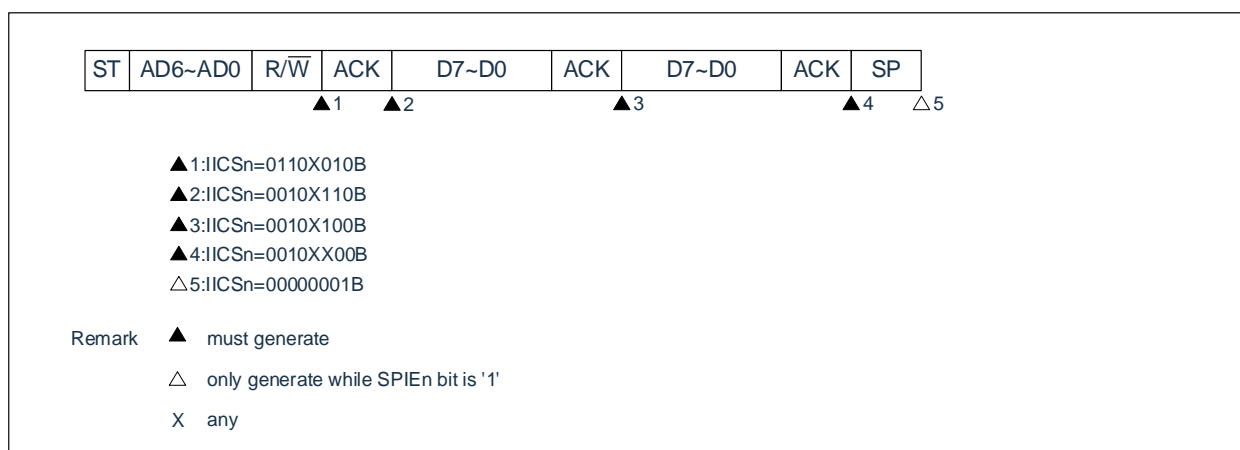 ST AD6~AD0 R/W̅ ACK D7~D0 ACK D7~D0 ACK SP
▲1 ▲2 ▲3 ▲4 △5
▲1:IICSn=0110X010B
▲2:IICSn=0010X110B
▲3:IICSn=0010X100B
▲4:IICSn=0010XX00B
△5:IICSn=00000001B
Remark ▲ must generate
△ only generate while SPIEn bit is '1'
X any